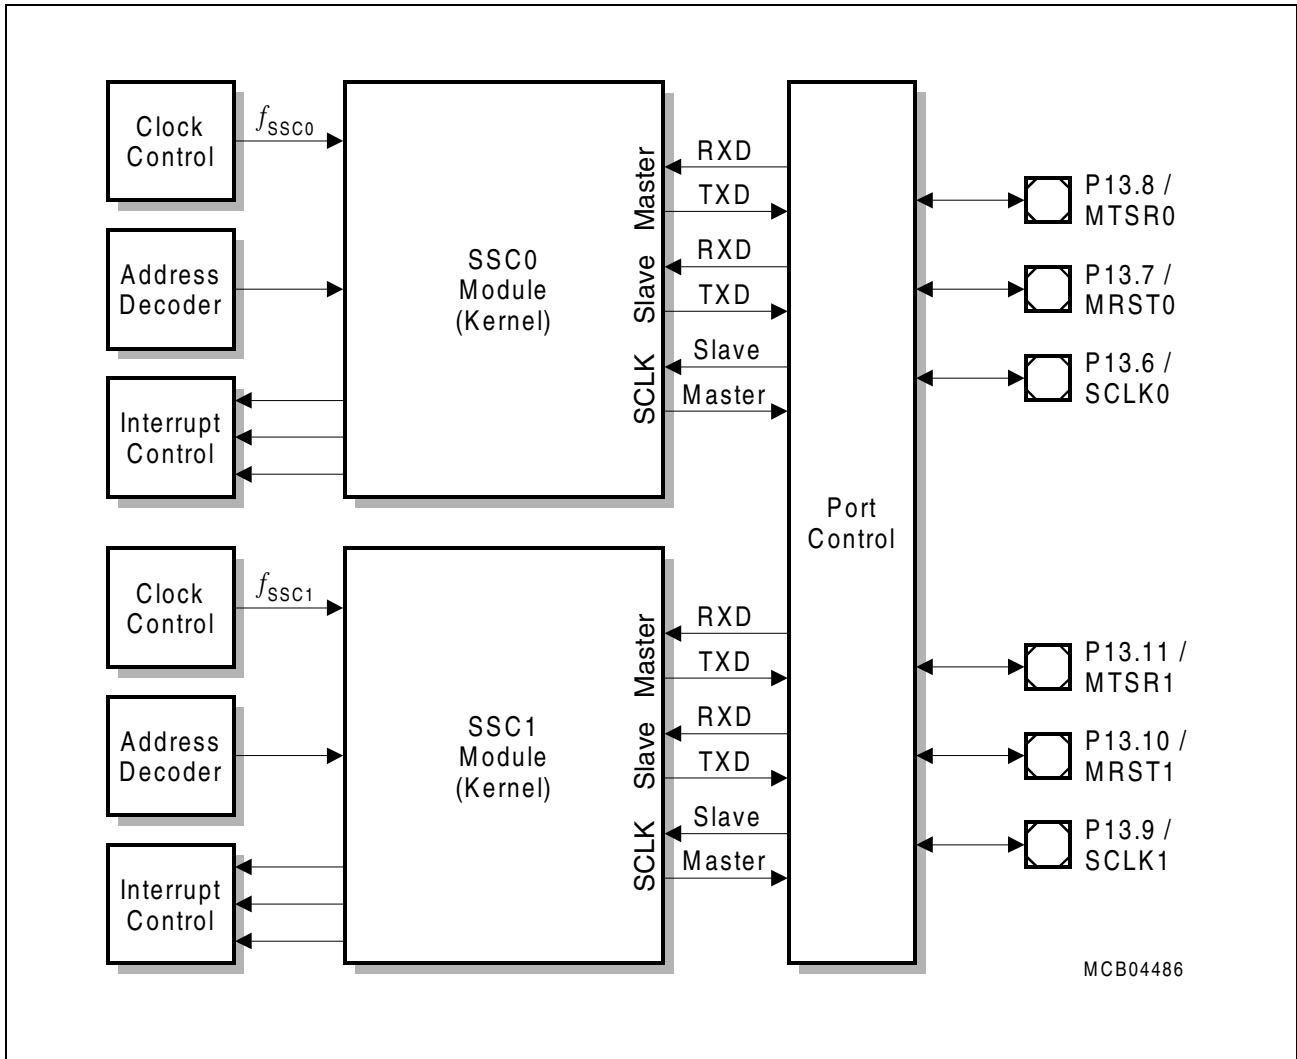 Clock
Control
fSSC0
Address
Decoder
Interrupt
Control
SSC0
Module
(Kernel)
Master
Slave
SCLK
RXD
TXD
RXD
TXD
Slave
Master
Clock
Control
fSSC1
Address
Decoder
Interrupt
Control
SSC1
Module
(Kernel)
Master
Slave
SCLK
RXD
TXD
RXD
TXD
Slave
Master
Port
Control
P13.8 /
MTSR0
P13.7 /
MRST0
P13.6 /
SCLK0
P13.11 /
MTSR1
P13.10 /
MRST1
P13.9 /
SCLK1
MCB04486